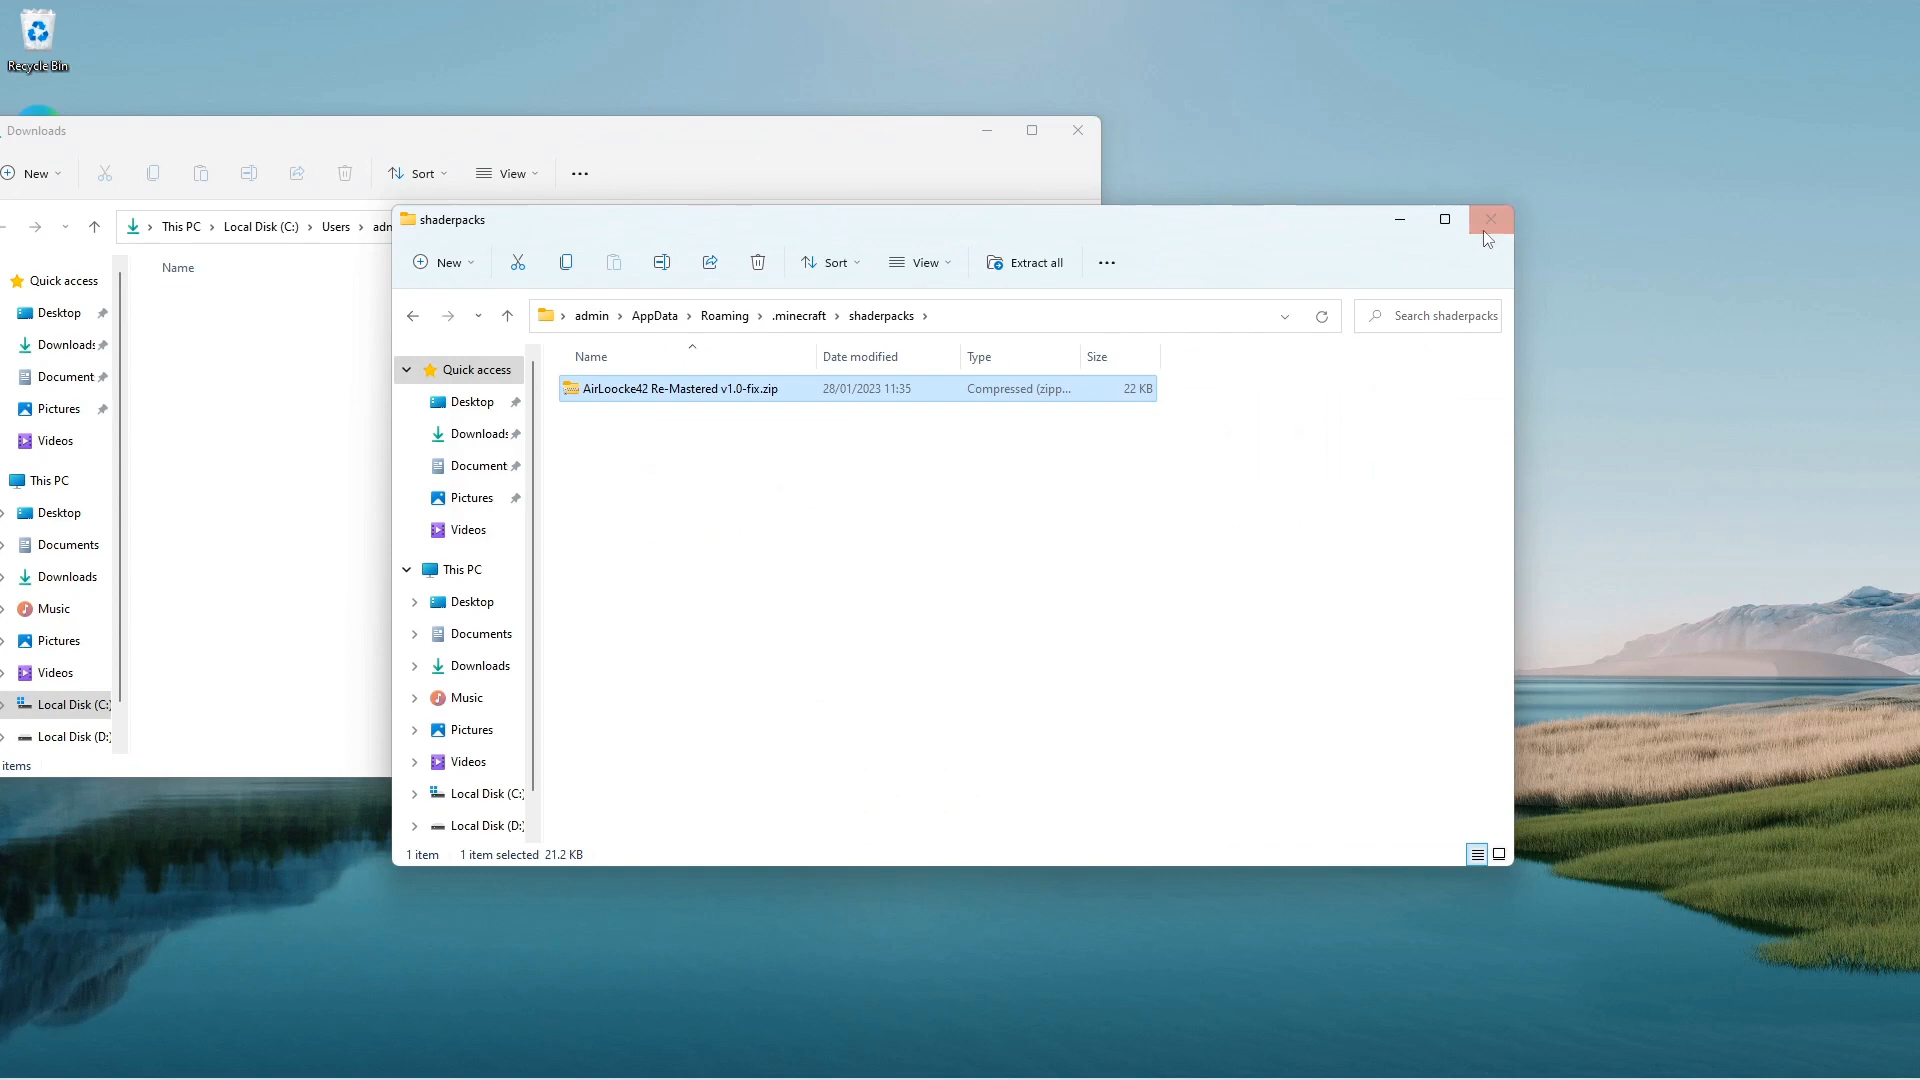 Recycle Bin
Downloads
New
Sort
View
This PC
Local Disk (C:)
Users
adn
Name
Quick access
Desktop
Downloads
Document
Pictures
Videos
This PC
Desktop
Documents
Downloads
Music
Pictures
Videos
Local Disk (C:)
Local Disk (D:)
items
shaderpacks
New
Sort
View
Extract all
admin
AppData
Roaming
.minecraft
shaderpacks
Search shaderpacks
Name
Date modified
Type
Size
AirLoocke42 Re-Mastered v1.0-fix.zip 28/01/2023 11:35 Compressed (zipp... 22 KB
Quick access
Desktop
Downloads
Document
Pictures
Videos
This PC
Desktop
Documents
Downloads
Music
Pictures
Videos
Local Disk (C:)
Local Disk (D:)
1 item 1 item selected 21.2 KB